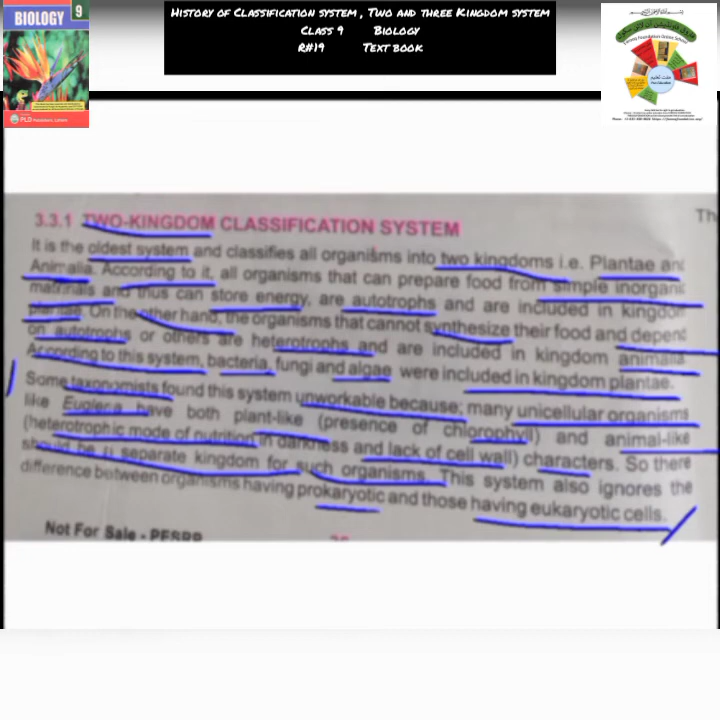 BIOLOGY 9
PLD Publishers, Lahore
History of Classification system , Two and three Kingdom system
Class 9 Biology
R#19 Text book
Th
3.3.1 TWO-KINGDOM CLASSIFICATION SYSTEM
It is the oldest system and classifies all organisms into two kingdoms i.e. Plantae and
Animalia. According to it, all organisms that can prepare food from simple inorganic
matrinals and thus can store energy, are autotrophs and are included in kingdom
plantae. On the other hand, the organisms that cannot synthesize their food and depend
on autotrophs or others are heterotrophs and are included in kingdom animalia.
According to this system, bacteria, fungi and algae were included in kingdom plantae.
Some taxonomists found this system unworkable because; many unicellular organisms
like Euglena have both plant-like (presence of chlorophyll) and animal-like
(heterotrophic mode of nutrition in darkness and lack of cell wall) characters. So there
should be a separate kingdom for such organisms. This system also ignores the
difference between organisms having prokaryotic and those having eukaryotic cells.
Not For Sale - PESRP